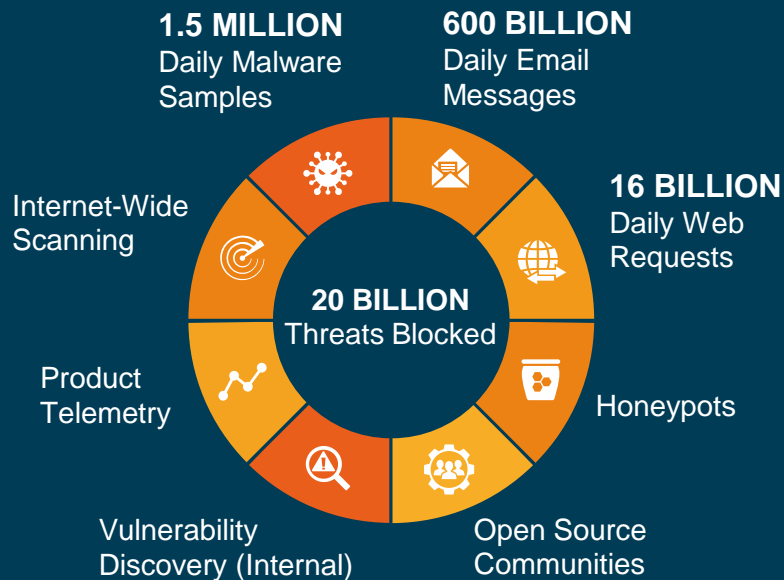 1.5 MILLION
Daily Malware
Samples
600 BILLION
Daily Email
Messages
16 BILLION
Daily Web
Requests
Internet-Wide
Scanning
20 BILLION
Threats Blocked
Product
Telemetry
Honeypots
Vulnerability
Discovery (Internal)
Open Source
Communities